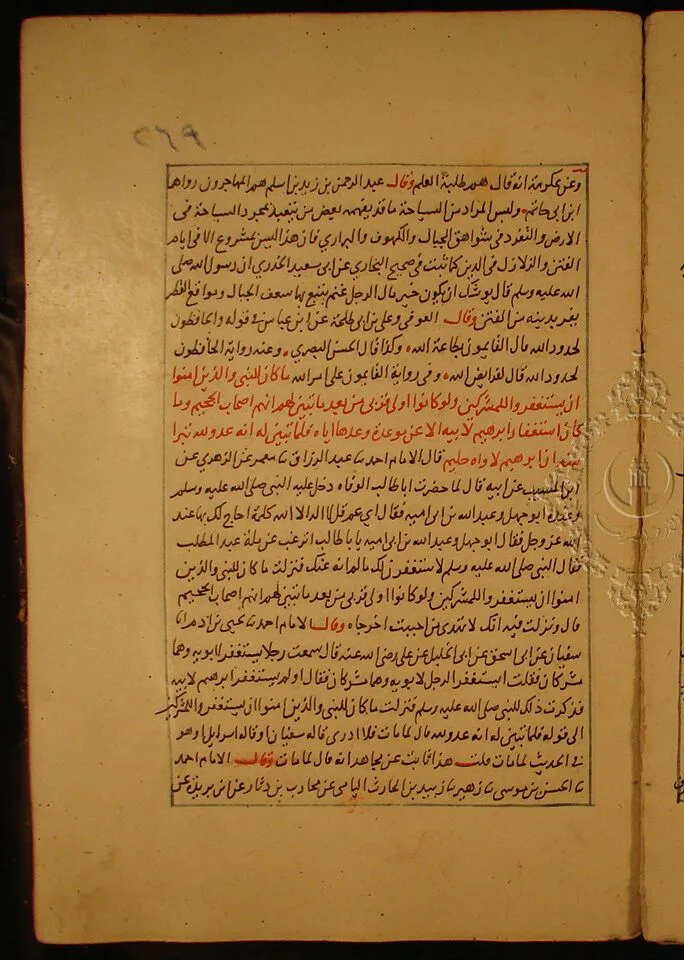 ٢٦٩
وعن عكرمة انه قال هم طلبة العلم وقال عبد الرحمن بن زيد بن اسلم هم المهاجرون رواها
ابن ابي حاتم وليس المراد من السياحة ما قد يفهمه بعض من يتعبد بمجرد السياحة في
الارض والتفرد في شواهق الجبال والكهوف والبراري فان هذا ليس بمشروع الا في ايام
الفتن والزلازل في الدين كما ثبت في صحيح البخاري عن ابي سعيد الخدري ان رسول الله صلى
الله عليه وسلم قال يوشك ان يكون خير مال الرجل غنم يتبع بها سعف الجبال ومواقع القطر
يفر بدينه من الفتن وقال العوفي وعلي بن ابي طلحة عن ابن عباس في قوله والحافظون
لحدود الله قال القايمون بطاعة الله وكذا قال الحسن البصري وعنه رواية الحافظون
لحدود الله قال لفرايض الله وفي رواية القايمون على امر الله ما كان للنبي والذين امنوا
ان يستغفروا للمشركين ولو كانوا اولي قربى من بعد ما تبين لهم انهم اصحاب الجحيم وما
كان استغفار ابرهيم لابيه الا عن موعدة وعدها اياه فلما تبين له انه عدو لله تبرا
منه ان ابرهيم لاواه حليم قال الامام احمد ثنا عبد الرزاق ثنا معمر عن الزهري عن
ابن المسيب عن ابيه قال لما حضرت ابا طالب الوفاه دخل عليه النبي صلى الله عليه وسلم
وعنده ابو جهل وعبد الله بن ابي اميه فقال اي عم قل لا اله الا الله كلمة احاج لك بها عند
الله عز وجل فقال ابو جهل وعبد الله بن ابي اميه يا با طالب اترغب عن ملة عبد المطلب
فقال النبي صلى الله عليه وسلم لاستغفرن لك ما لم انه عنك فنزلت ما كان للنبي والذين
امنوا ان يستغفروا للمشركين ولو كانوا اولي قربى من بعد ما تبين لهم انهم اصحاب الجحيم
قال ونزلت فيه انك لا تهدي من احببت اخرجاه وقال الامام احمد ثنا يحيى بن ادم انا
سفيان عن ابي اسحق عن ابي الخليل عن علي رضي الله عنه قال سمعت رجلا يستغفر لابويه وهما
مشركان فقلت ايستغفر الرجل لابويه وهما مشركان فقال اولم يستغفر ابرهيم لابيه
فذكرت ذلك للنبي صلى الله عليه وسلم فنزلت ما كان للنبي والذين امنوا ان يستغفروا للمشركين
الى قوله فلما تبين له انه عدو لله قال لما مات فلا ادري قاله سفيان او قاله اسرايل او هو
في الحديث لما مات قلت هذا ثابت عن مجاهد انه قال لما مات وقال الامام احمد
ثنا الحسن بن موسى ثنا زهير ثنا زبيد بن الحارث اليامي عن محارب بن دثار عن ابن بريدة عن